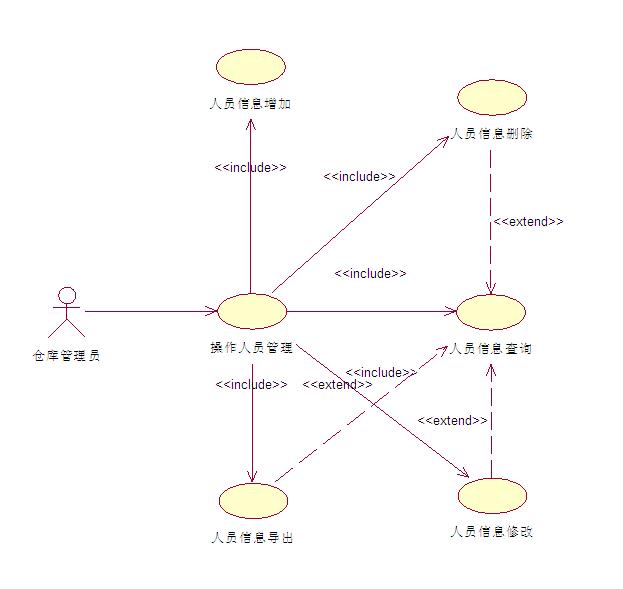 人员信息增加
人员信息删除
<<include>>
<<include>>
<<extend>>
<<include>>
仓库管理员
操作人员管理
人员信息查询
<<include>>
<<include>>
<<extend>>
<<extend>>
人员信息导出
人员信息修改